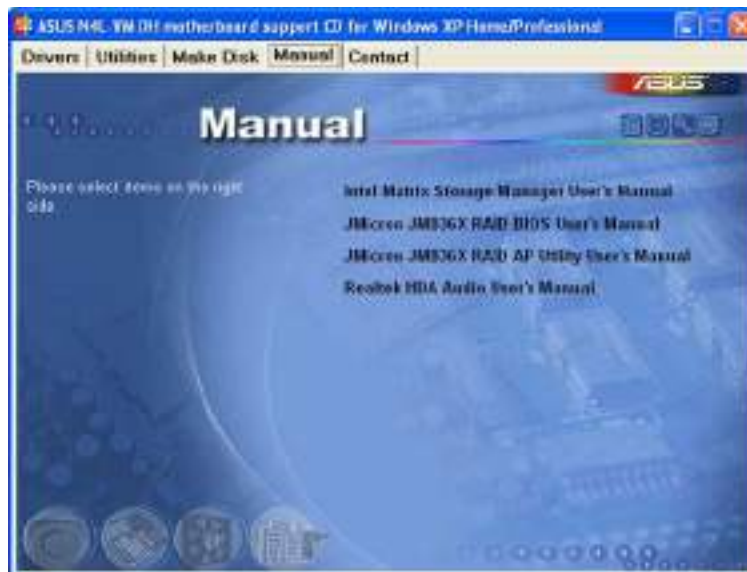 ASUS N4L-VM DH motherboard support CD for Windows XP Home/Professional
Drivers Utilities Make Disk Manual Contact
ASUS
Manual
Please select items on the right
side
Intel Matrix Storage Manager User's Manual
JMicron JMB36X RAID BIOS User's Manual
JMicron JMB36X RAID AP Utility User's Manual
Realtek HDA Audio User's Manual